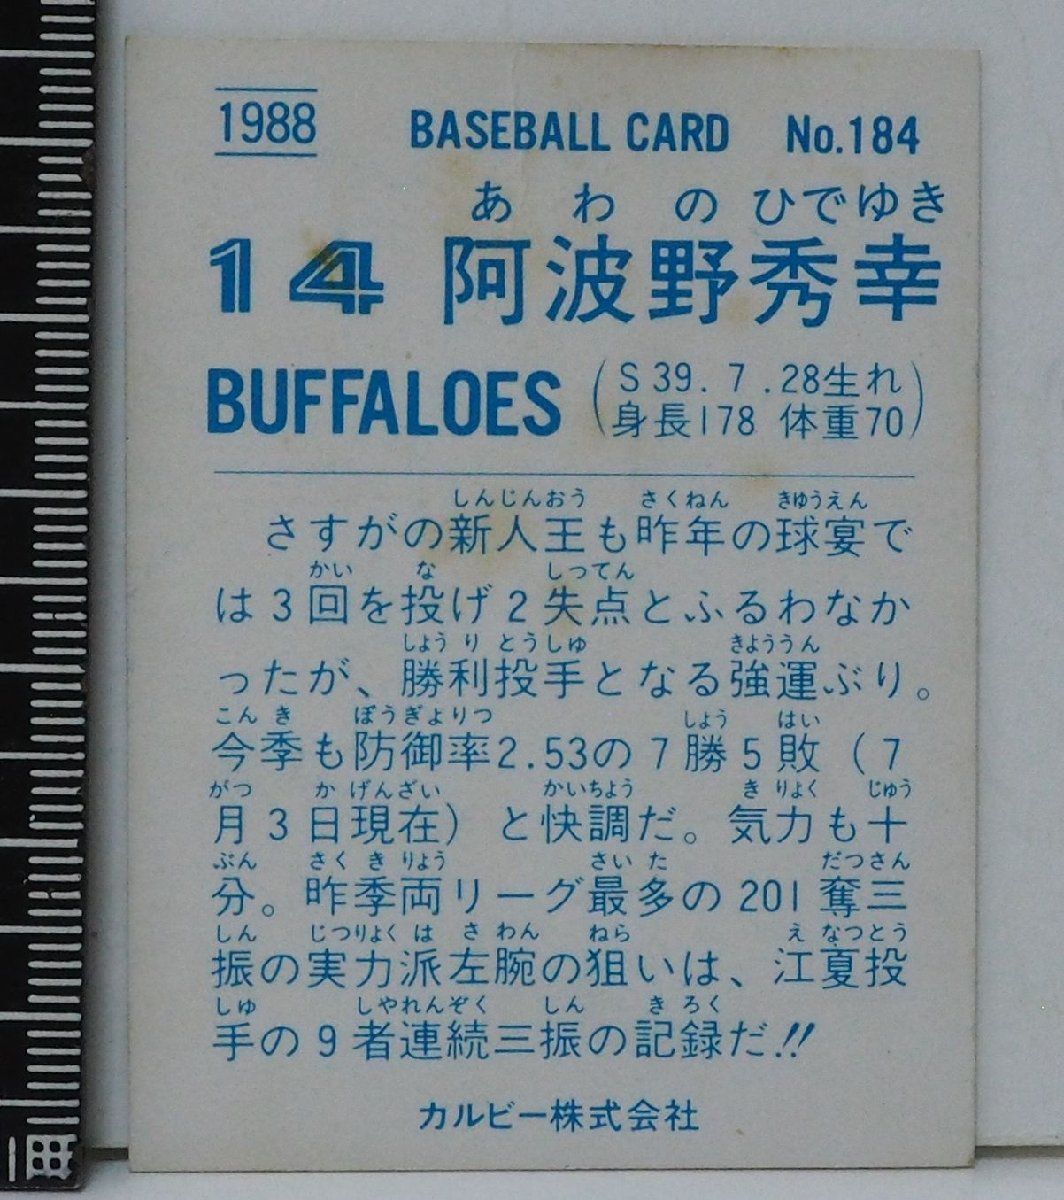 1988 BASEBALL CARD No.184
あわのひでゆき
14 阿波野秀幸
BUFFALOES
(S39.7.28生れ
身長178 体重70)
しんじんおう さくねん きゅうえん
さすがの新人王も昨年の球宴で
かい な しってん
は3回を投げ2失点とふるわなか
しょうり とうしゅ きょううん
ったが、勝利投手となる強運ぶり。
こんき ぼうぎょりつ しょう はい
今季も防御率2.53の7勝5敗(7
がつ か げんざい かいちょう きりょく じゅう
月3日現在)と快調だ。気力も十
ぶん さくきりょう さいた だつさん
分。昨季両リーグ最多の201奪三
しん じつりょくは さわん ねら えなつとう
振の実力派左腕の狙いは、江夏投
しゅ しゃれんぞく しん きろく
手の9者連続三振の記録だ!!
カルビー株式会社